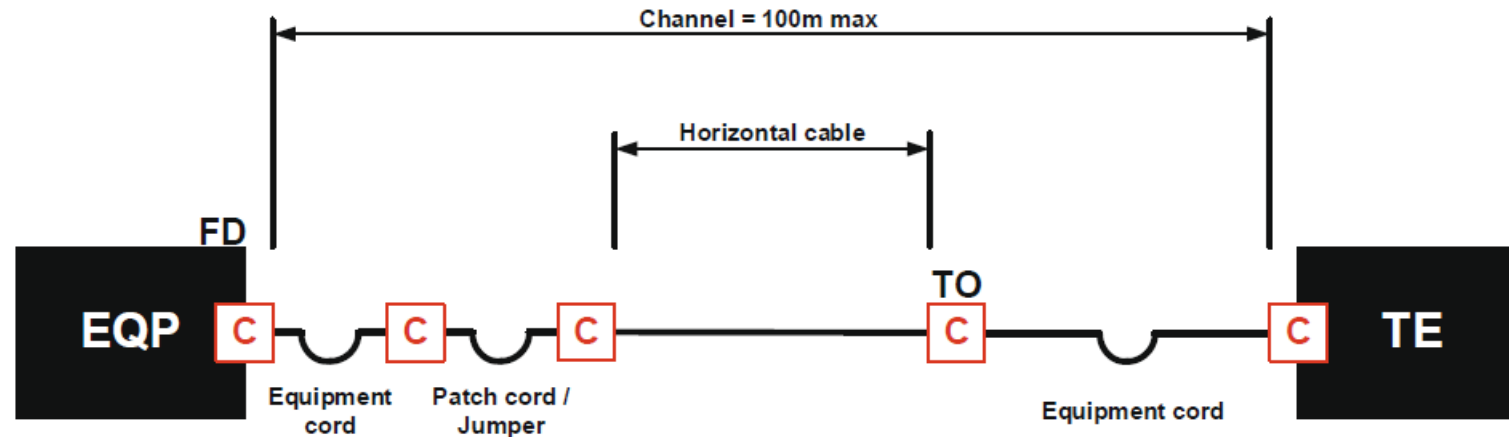 Channel = 100m max
Horizontal cable
FD
TO
EQP
C
C
C
C
C
TE
Equipment
cord
Patch cord /
Jumper
Equipment cord